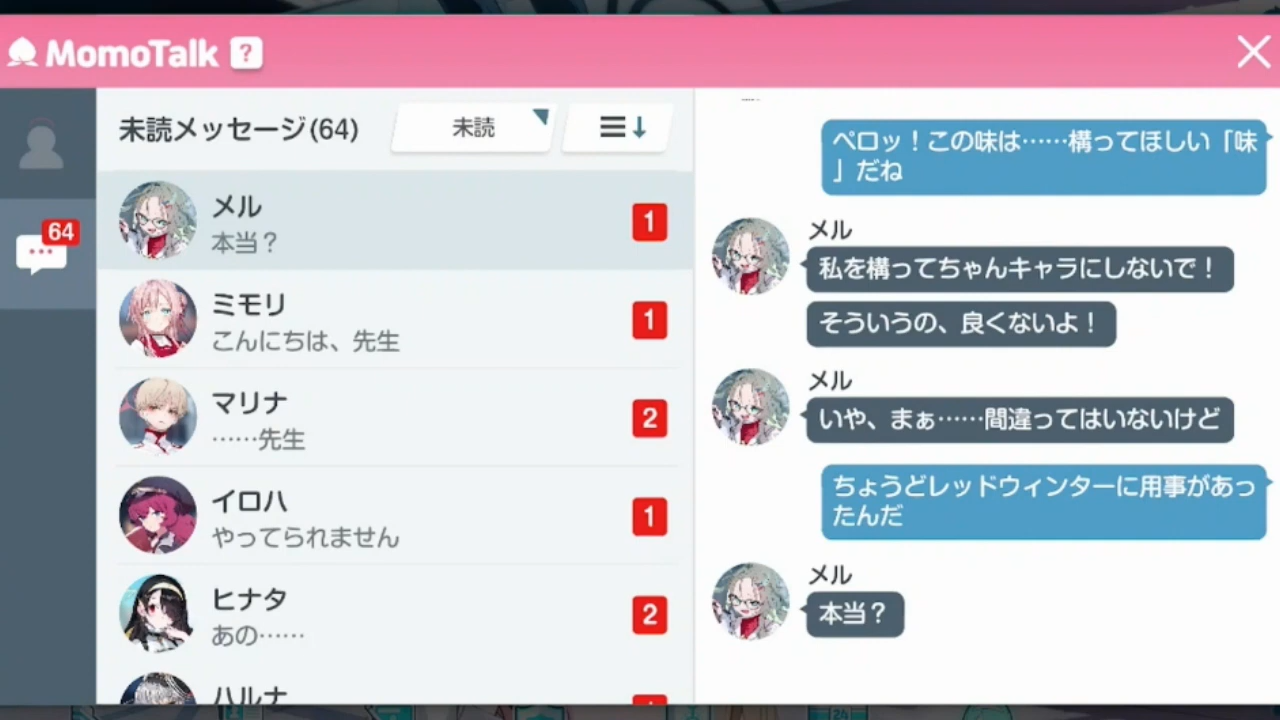 MomoTalk ?
64
未読メッセージ(64)
未読
メル
本当？
1
ミモリ
こんにちは、先生
1
マリナ
……先生
2
イロハ
やってられません
1
ヒナタ
あの……
2
ハルナ
ペロッ！この味は……構ってほしい「味
」だね
メル
私を構ってちゃんキャラにしないで！
そういうの、良くないよ！
メル
いや、まぁ……間違ってはいないけど
ちょうどレッドウィンターに用事があっ
たんだ
メル
本当？